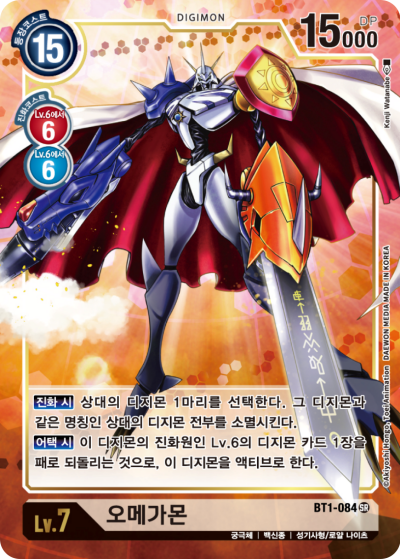 DIGIMON
등장코스트
15
15000
DP
진화코스트
Lv.6에서
6
Lv.6에서
6
Kenji Watanabe
진화 시 상대의 디지몬 1마리를 선택한다. 그 디지몬과
같은 명칭인 상대의 디지몬 전부를 소멸시킨다.
어택 시 이 디지몬의 진화원인 Lv.6의 디지몬 카드 1장을
패로 되돌리는 것으로, 이 디지몬을 액티브로 한다.
©Akiyoshi Hongo, Toei Animation DAEWON MEDIA MADE IN KOREA
BT1-084 SR
Lv.7
오메가몬
궁극체 | 백신종 | 성기사형/로얄 나이츠